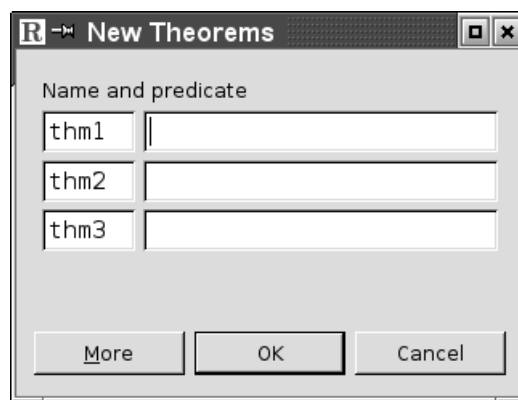 R New Theorems
Name and predicate
thm1
thm2
thm3
More OK Cancel